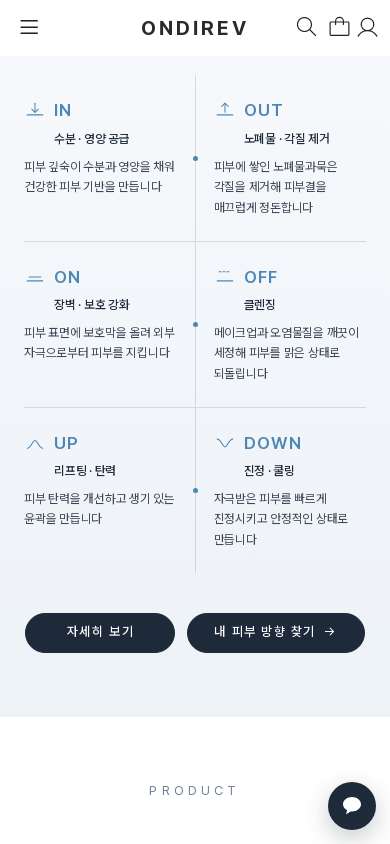 ONDIREV
IN
수분 · 영양 공급
피부 깊숙이 수분과 영양을 채워
건강한 피부 기반을 만듭니다
OUT
노폐물 · 각질 제거
피부에 쌓인 노폐물과묵은
각질을 제거해 피부결을
매끄럽게 정돈합니다
ON
장벽 · 보호 강화
피부 표면에 보호막을 올려 외부
자극으로부터 피부를 지킵니다
OFF
클렌징
메이크업과 오염물질을 깨끗이
세정해 피부를 맑은 상태로
되돌립니다
UP
리프팅 · 탄력
피부 탄력을 개선하고 생기 있는
윤곽을 만듭니다
DOWN
진정 · 쿨링
자극받은 피부를 빠르게
진정시키고 안정적인 상태로
만듭니다
자세히 보기
내 피부 방향 찾기 →
PRODUCT